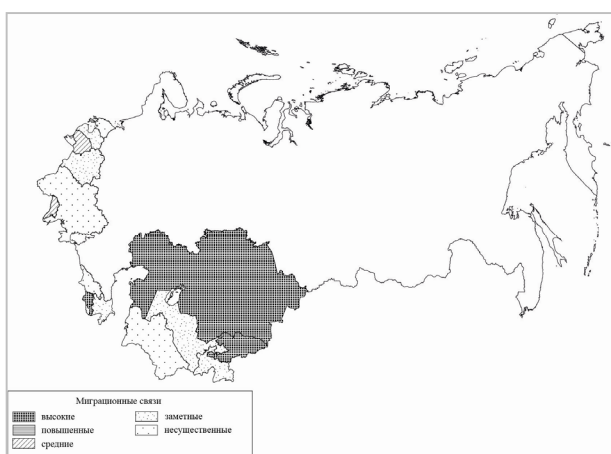 Миграционные связи
высокие
заметные
повышенные
несущественные
средние